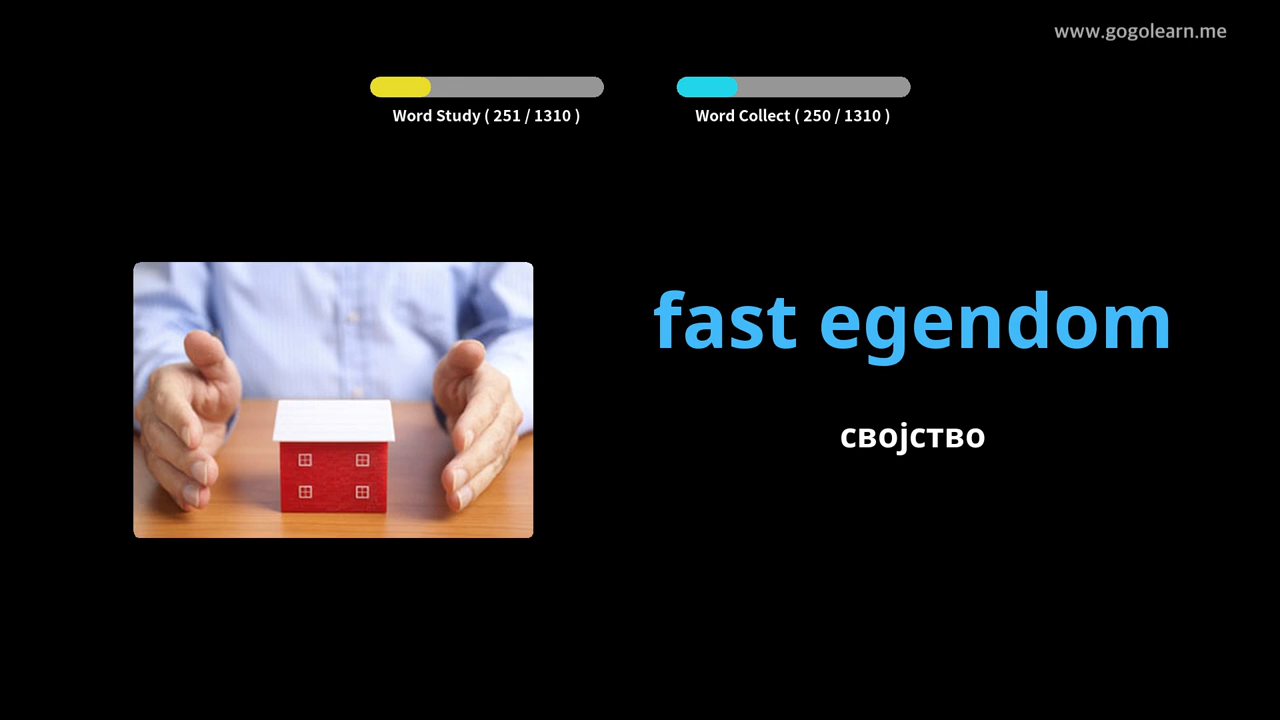 www.gogolearn.me
Word Study ( 251 / 1310 )
Word Collect ( 250 / 1310 )
fast egendom
својство